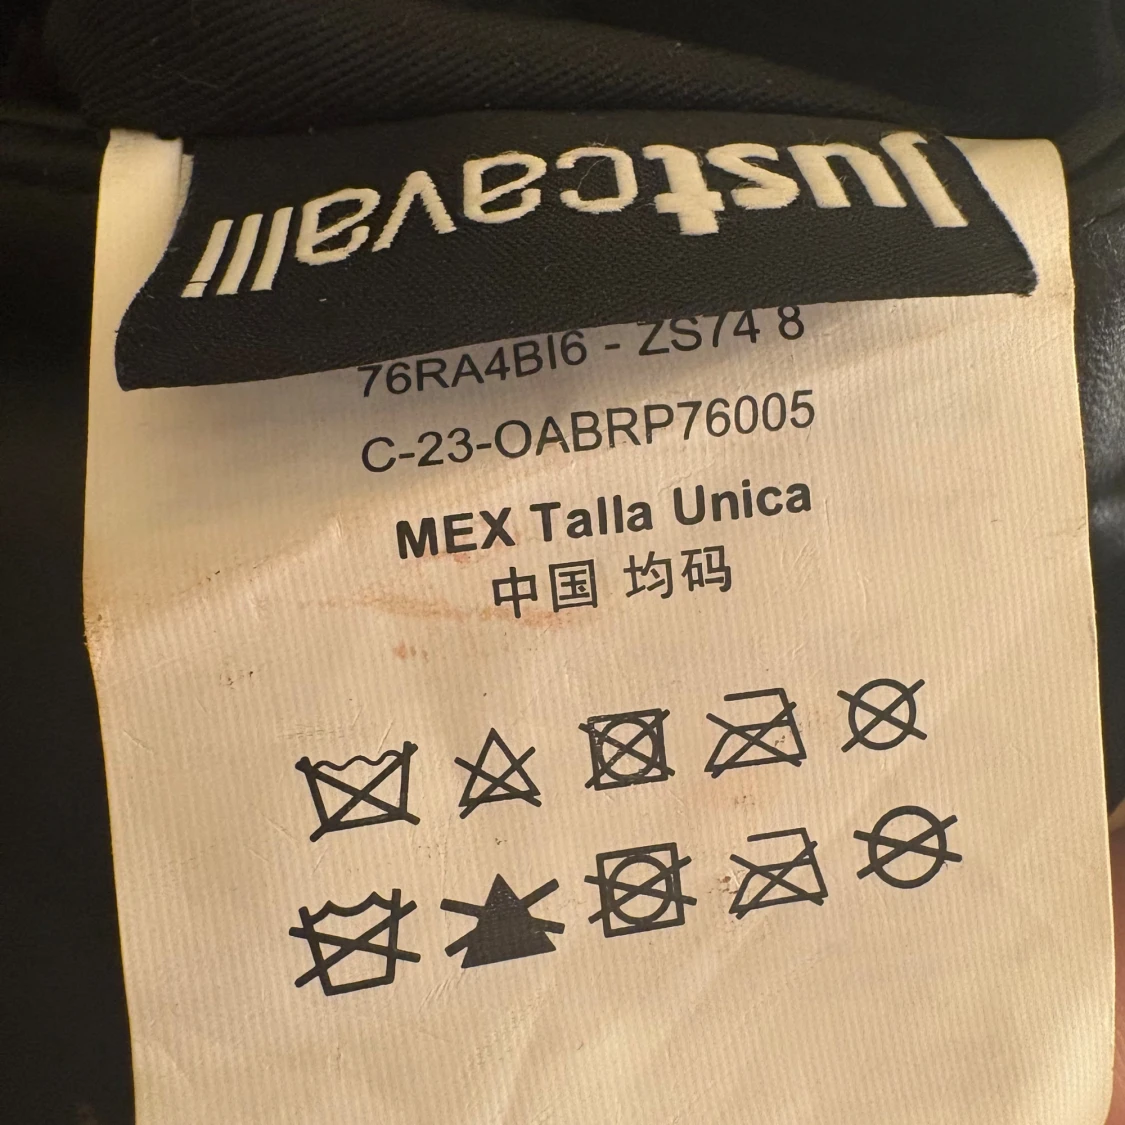 Justcavalli
76RA4BI6 - ZS74 8
C-23-OABRP76005
MEX Talla Unica
中国 均码